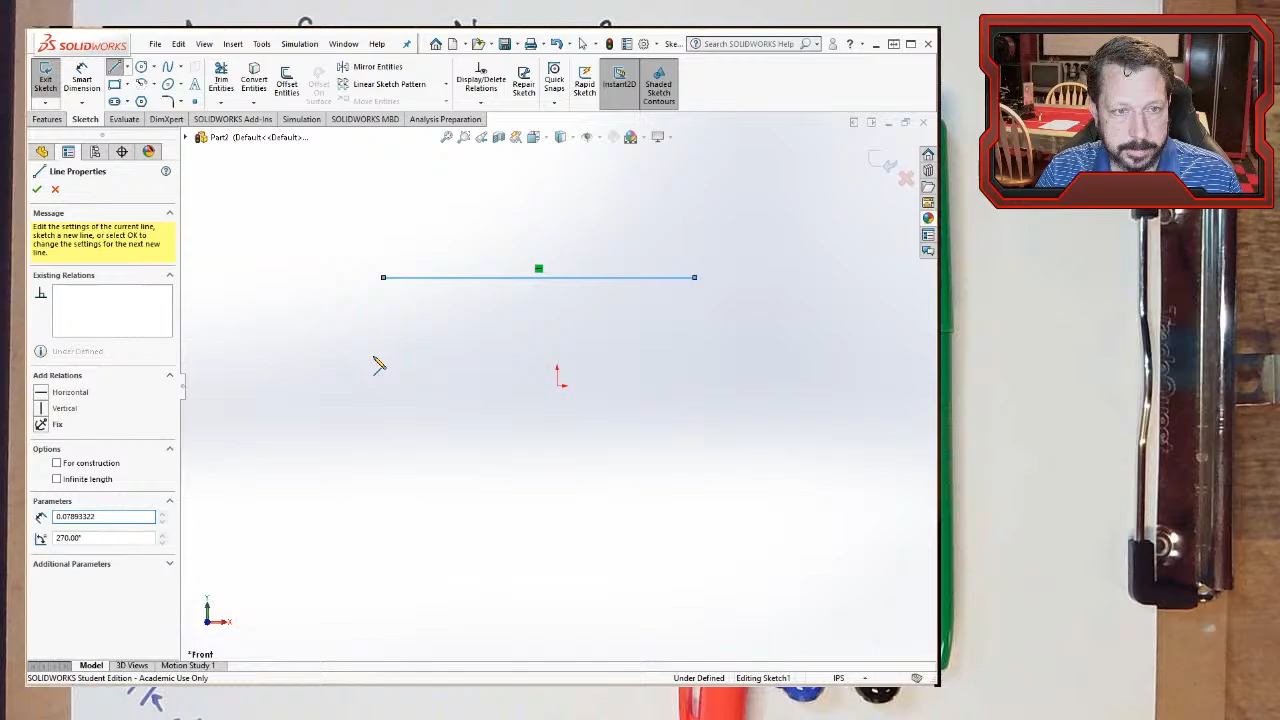 SOLIDWORKS File Edit View Insert Tools Simulation Window Help Ske... Search SOLIDWORKS Help
Exit Sketch
Smart Dimension
Trim Entities
Convert Entities
Offset Entities
Offset On Surface
Mirror Entities
Linear Sketch Pattern
Move Entities
Display/Delete Relations
Repair Sketch
Quick Snaps
Rapid Sketch
Instant2D
Shaded Sketch Contours
Features Sketch Evaluate DimXpert SOLIDWORKS Add-Ins Simulation SOLIDWORKS MBD Analysis Preparation
Part2 (Default<<Default>...
Line Properties
Message
Edit the settings of the current line,
sketch a new line, or select OK to
change the settings for the next new
line.
Existing Relations
Under Defined
Add Relations
Horizontal
Vertical
Fix
Options
For construction
Infinite length
Parameters
0.07893322
270.00°
Additional Parameters
Y
X
*Front
Model 3D Views Motion Study 1
SOLIDWORKS Student Edition - Academic Use Only Under Defined Editing Sketch1 IPS